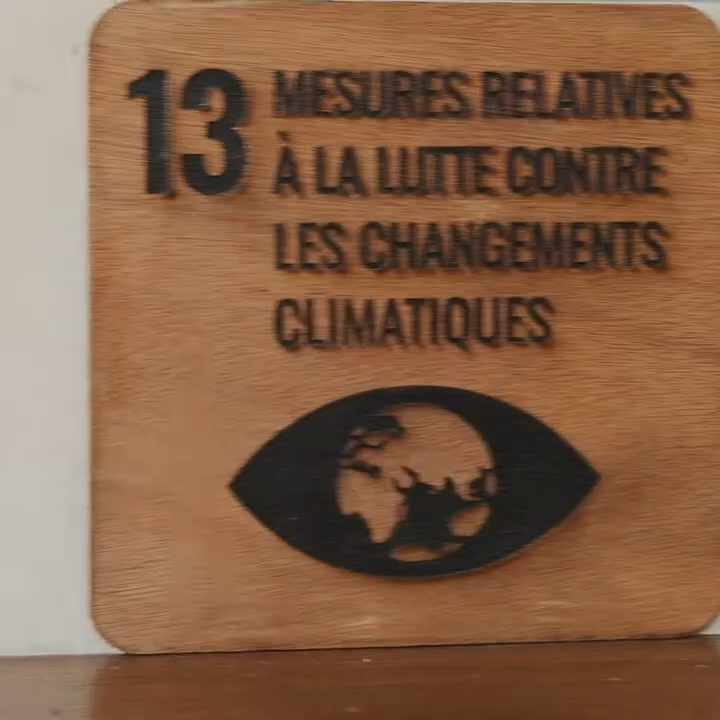 13 MESURES RELATIVES
À LA LUTTE CONTRE
LES CHANGEMENTS
CLIMATIQUES